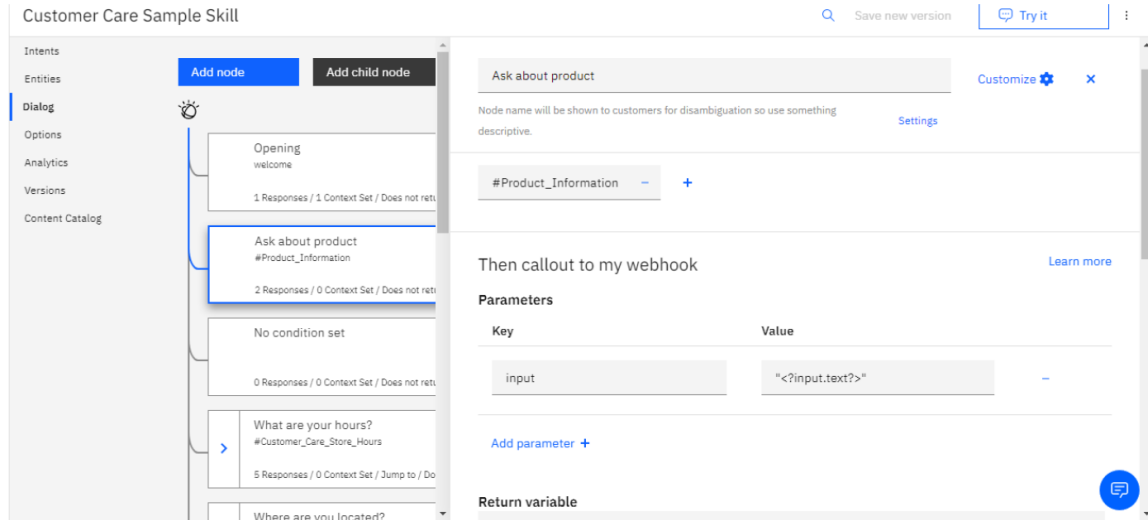 Customer Care Sample Skill
Save new version
Try it
Intents
Entities
Dialog
Options
Analytics
Versions
Content Catalog
Add node
Add child node
Opening
welcome
1 Responses / 1 Context Set / Does not retu
Ask about product
#Product_Information
2 Responses / 0 Context Set / Does not retu
No condition set
0 Responses / 0 Context Set / Does not retu
What are your hours?
#Customer_Care_Store_Hours
5 Responses / 0 Context Set / Jump to / Do
Where are you located?
Ask about product
Customize
Node name will be shown to customers for disambiguation so use something
descriptive.
Settings
#Product_Information
Then callout to my webhook
Learn more
Parameters
Key
Value
input
"<?input.text?>"
Add parameter +
Return variable